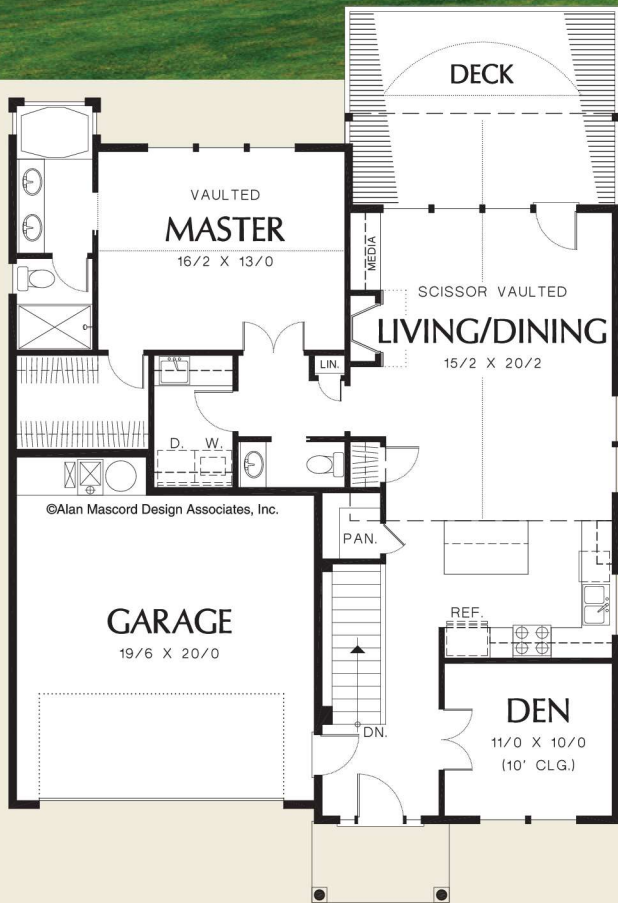 DECK
VAULTED
MASTER
16/2 X 13/0
MEDIA
SCISSOR VAULTED
LIVING/DINING
15/2 X 20/2
LIN.
D. W.
©Alan Mascord Design Associates, Inc.
PAN.
GARAGE
19/6 X 20/0
REF.
DN.
DEN
11/0 X 10/0
(10' CLG.)